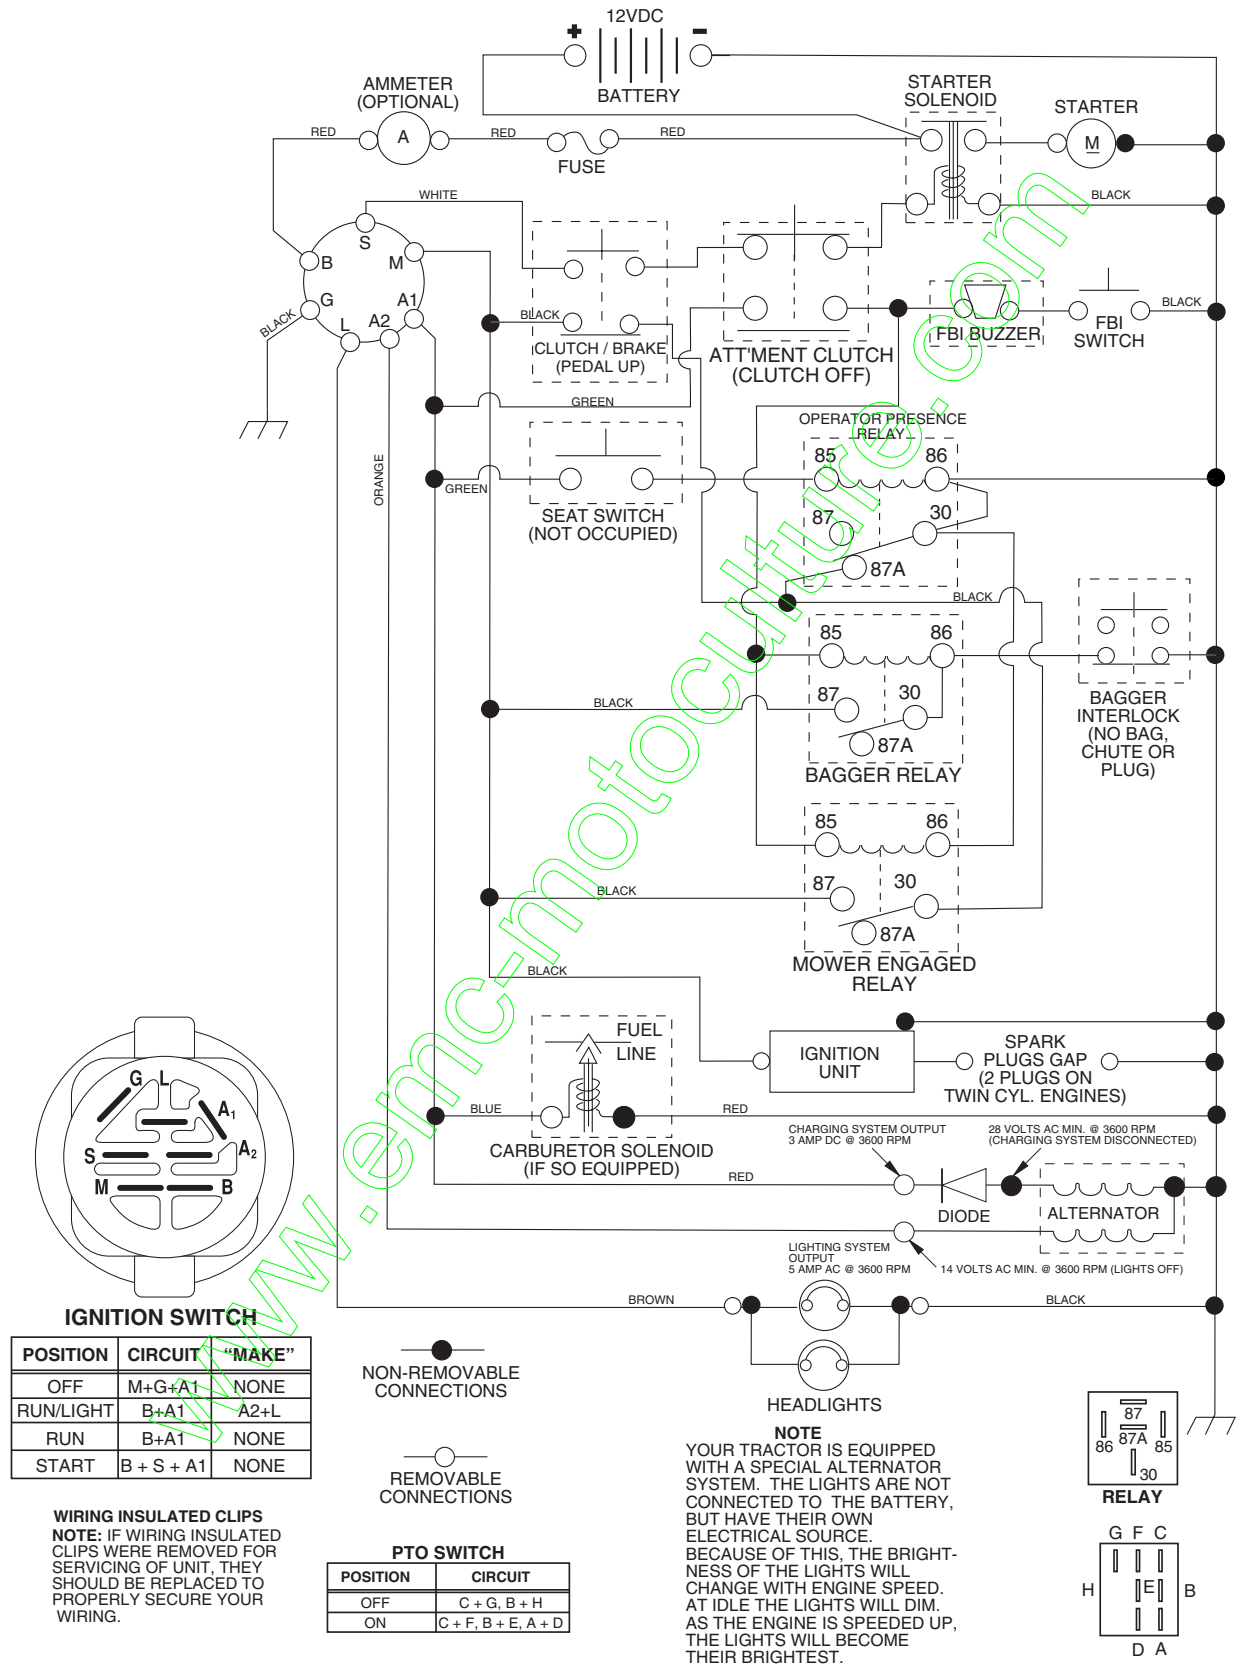 12VDC
+
-
BATTERY
AMMETER
(OPTIONAL)
STARTER
SOLENOID
STARTER
RED
A
RED
FUSE
RED
M
WHITE
BLACK
S
B
M
G
A1
L
A2
BLACK
BLACK
CLUTCH / BRAKE
(PEDAL UP)
ATT'MENT CLUTCH
(CLUTCH OFF)
FBI BUZZER
FBI
SWITCH
BLACK
GREEN
OPERATOR PRESENCE
RELAY
ORANGE
GREEN
SEAT SWITCH
(NOT OCCUPIED)
85
86
87
30
87A
BLACK
85
86
87
30
87A
BLACK
BAGGER RELAY
BAGGER
INTERLOCK
(NO BAG,
CHUTE OR
PLUG)
85
86
87
30
87A
BLACK
MOWER ENGAGED
RELAY
BLACK
FUEL
LINE
IGNITION
UNIT
SPARK
PLUGS GAP
(2 PLUGS ON
TWIN CYL. ENGINES)
BLUE
RED
CARBURETOR SOLENOID
(IF SO EQUIPPED)
CHARGING SYSTEM OUTPUT
3 AMP DC @ 3600 RPM
28 VOLTS AC MIN. @ 3600 RPM
(CHARGING SYSTEM DISCONNECTED)
RED
DIODE
ALTERNATOR
LIGHTING SYSTEM
OUTPUT
5 AMP AC @ 3600 RPM
14 VOLTS AC MIN. @ 3600 RPM (LIGHTS OFF)
BROWN
BLACK
HEADLIGHTS
G L
A1
A2
S
M
B
IGNITION SWITCH
POSITION CIRCUIT "MAKE"
OFF M+G+A1 NONE
RUN/LIGHT B+A1 A2+L
RUN B+A1 NONE
START B + S + A1 NONE
NON-REMOVABLE
CONNECTIONS
REMOVABLE
CONNECTIONS
WIRING INSULATED CLIPS
NOTE: IF WIRING INSULATED
CLIPS WERE REMOVED FOR
SERVICING OF UNIT, THEY
SHOULD BE REPLACED TO
PROPERLY SECURE YOUR
WIRING.
PTO SWITCH
POSITION CIRCUIT
OFF C + G, B + H
ON C + F, B + E, A + D
NOTE
YOUR TRACTOR IS EQUIPPED
WITH A SPECIAL ALTERNATOR
SYSTEM. THE LIGHTS ARE NOT
CONNECTED TO THE BATTERY,
BUT HAVE THEIR OWN
ELECTRICAL SOURCE.
BECAUSE OF THIS, THE BRIGHT-
NESS OF THE LIGHTS WILL
CHANGE WITH ENGINE SPEED.
AT IDLE THE LIGHTS WILL DIM.
AS THE ENGINE IS SPEEDED UP,
THE LIGHTS WILL BECOME
THEIR BRIGHTEST.
87
86 87A 85
30
RELAY
G F C
H E B
D A
www.emc-motoculture.com